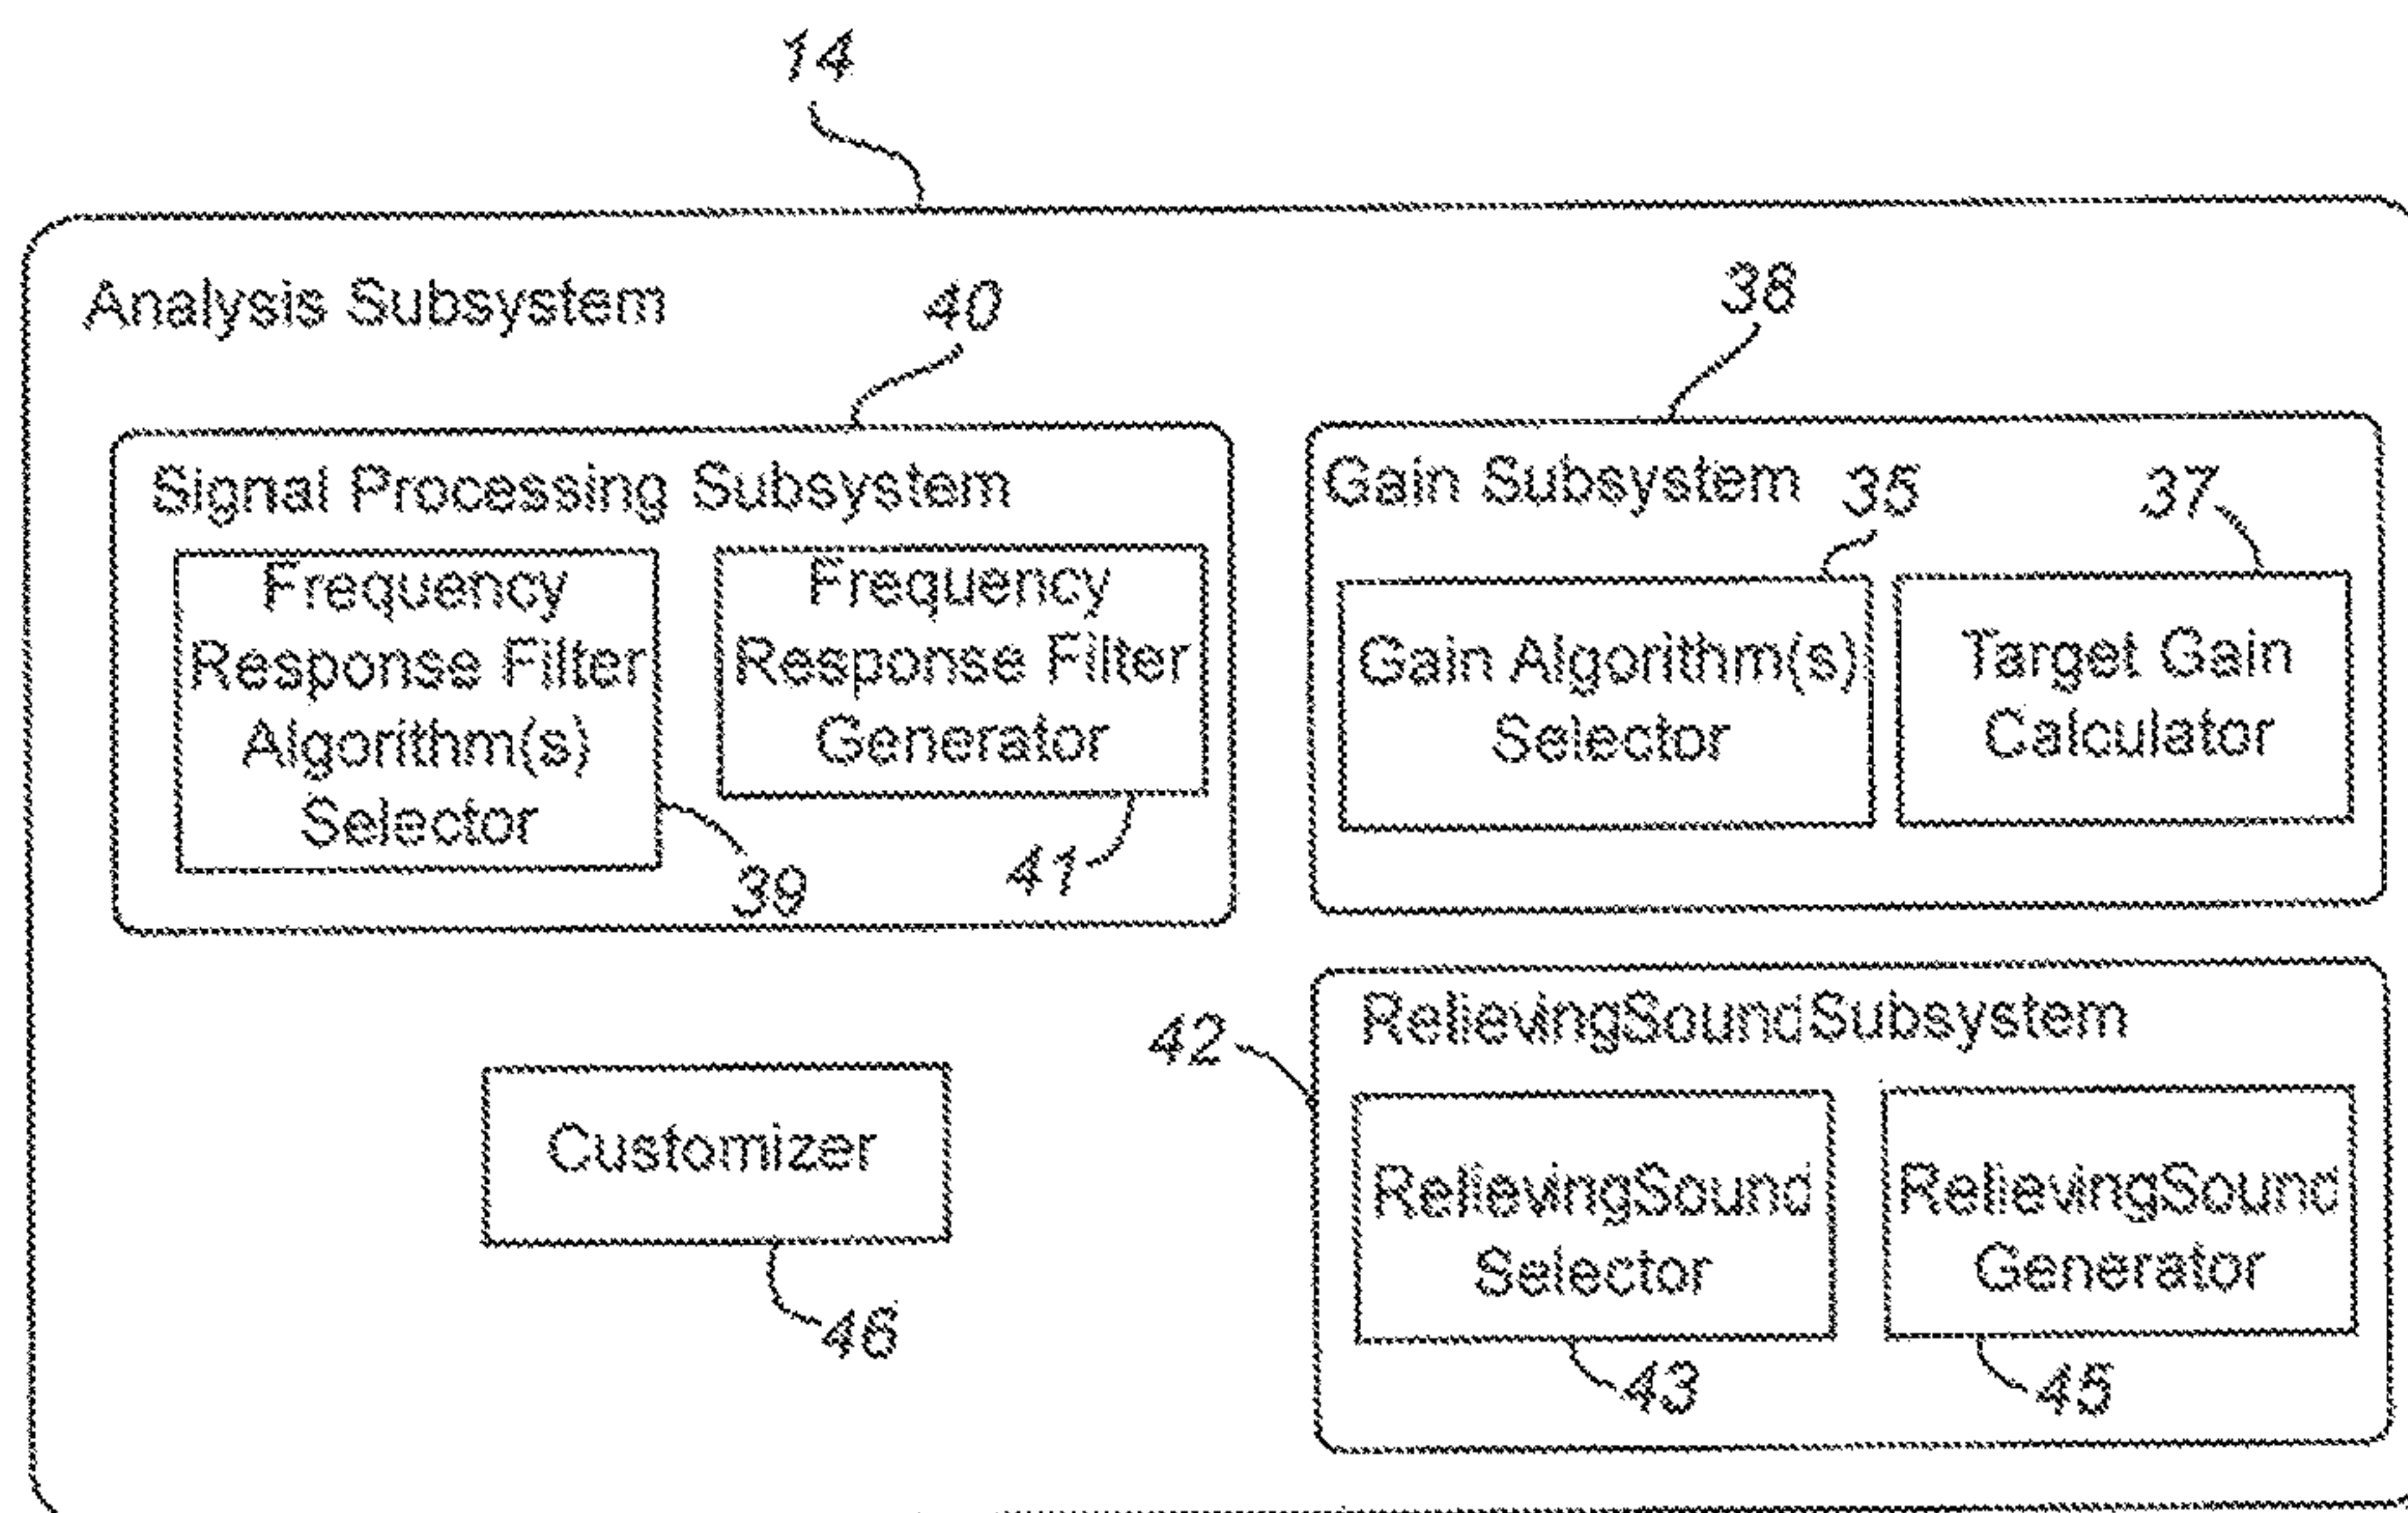 14
Analysis Subsystem
40
38
Signal Processing Subsystem
Frequency
Response Filter
Algorithm(s)
Selector
39
Frequency
Response Filter
Generator
41
Gain Subsystem
35
37
Gain Algorithm(s)
Selector
Target Gain
Calculator
Customizer
46
42
RelievingSoundSubsystem
RelievingSound
Selector
43
RelievingSound
Generator
45